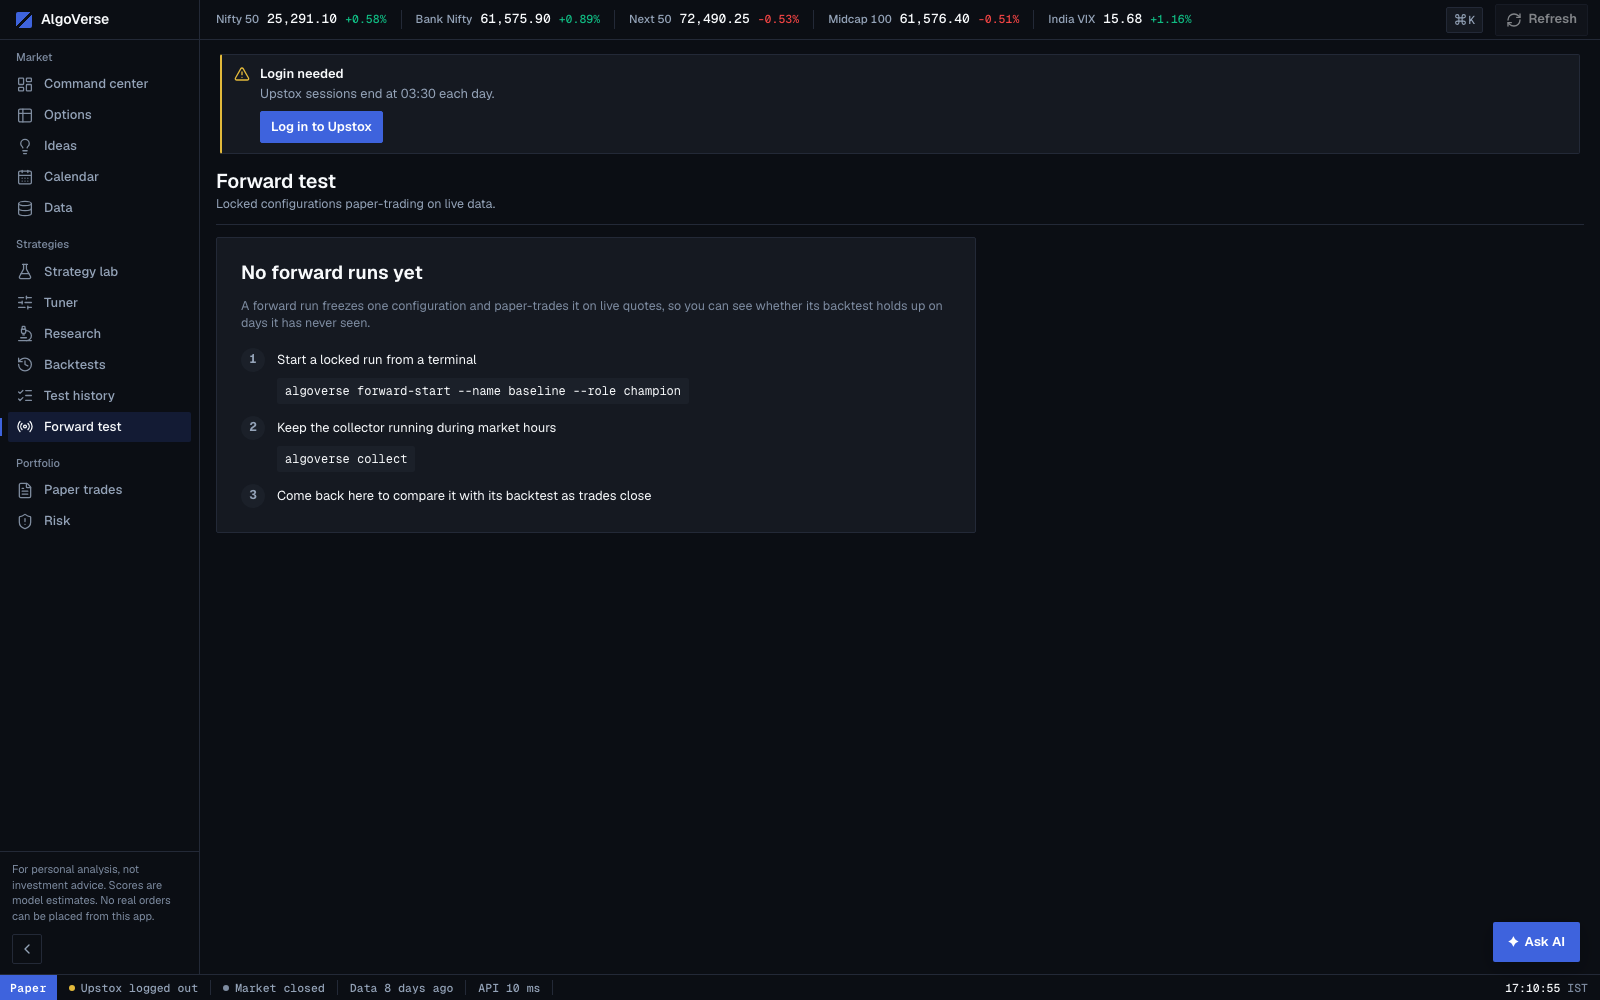 AlgoVerse
Nifty 50 25,291.10 +0.58% Bank Nifty 61,575.90 +0.89% Next 50 72,490.25 -0.53% Midcap 100 61,576.40 -0.51% India VIX 15.68 +1.16%
⌘K
Refresh
Market
Command center
Options
Ideas
Calendar
Data
Strategies
Strategy lab
Tuner
Research
Backtests
Test history
Forward test
Portfolio
Paper trades
Risk
For personal analysis, not
investment advice. Scores are
model estimates. No real orders
can be placed from this app.
Login needed
Upstox sessions end at 03:30 each day.
Log in to Upstox
Forward test
Locked configurations paper-trading on live data.
No forward runs yet
A forward run freezes one configuration and paper-trades it on live quotes, so you can see whether its backtest holds up on
days it has never seen.
1 Start a locked run from a terminal
algoverse forward-start --name baseline --role champion
2 Keep the collector running during market hours
algoverse collect
3 Come back here to compare it with its backtest as trades close
Ask AI
Paper Upstox logged out Market closed Data 8 days ago API 10 ms 17:10:55 IST